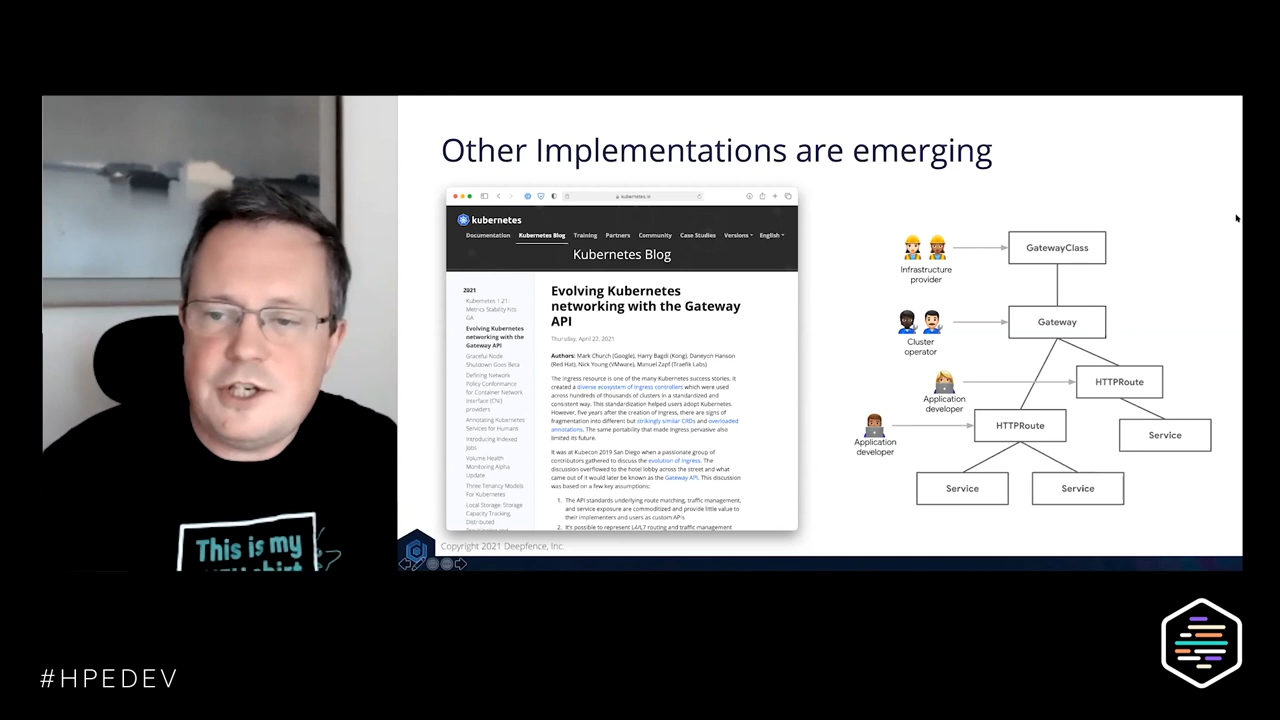 Other Implementations are emerging
kubernetes.io
kubernetes
Documentation Kubernetes Blog Training Partners Community Case Studies Versions English
Kubernetes Blog
2021
Kubernetes 1.21:
Metrics Stability hits
GA
Evolving Kubernetes
networking with the
Gateway API
Graceful Node
Shutdown Goes Beta
Defining Network
Policy Conformance
for Container Network
Interface (CNI)
providers
Annotating Kubernetes
Services for Humans
Introducing Indexed
Jobs
Volume Health
Monitoring Alpha
Update
Three Tenancy Models
For Kubernetes
Local Storage: Storage
Capacity Tracking,
Distributed
Evolving Kubernetes
networking with the Gateway
API
Thursday, April 22, 2021
Authors: Mark Church (Google), Harry Bagdi (Kong), Daneyon Hanson
(Red Hat), Nick Young (VMware), Manuel Zapf (Traefik Labs)
The Ingress resource is one of the many Kubernetes success stories. It
created a diverse ecosystem of Ingress controllers which were used
across hundreds of thousands of clusters in a standardized and
consistent way. This standardization helped users adopt Kubernetes.
However, five years after the creation of Ingress, there are signs of
fragmentation into different but strikingly similar CRDs and overloaded
annotations. The same portability that made Ingress pervasive also
limited its future.
It was at Kubecon 2019 San Diego when a passionate group of
contributors gathered to discuss the evolution of Ingress. The
discussion overflowed to the hotel lobby across the street and what
came out of it would later be known as the Gateway API. This discussion
was based on a few key assumptions:
1. The API standards underlying route matching, traffic management,
and service exposure are commoditized and provide little value to
their implementers and users as custom APIs
2. It's possible to represent L4/L7 routing and traffic management
Infrastructure
provider
GatewayClass
Cluster
operator
Gateway
Application
developer
HTTPRoute
Application
developer
HTTPRoute
Service
Service
Service
Copyright 2021 Deepfence, Inc.
This is my
#HPEDEV